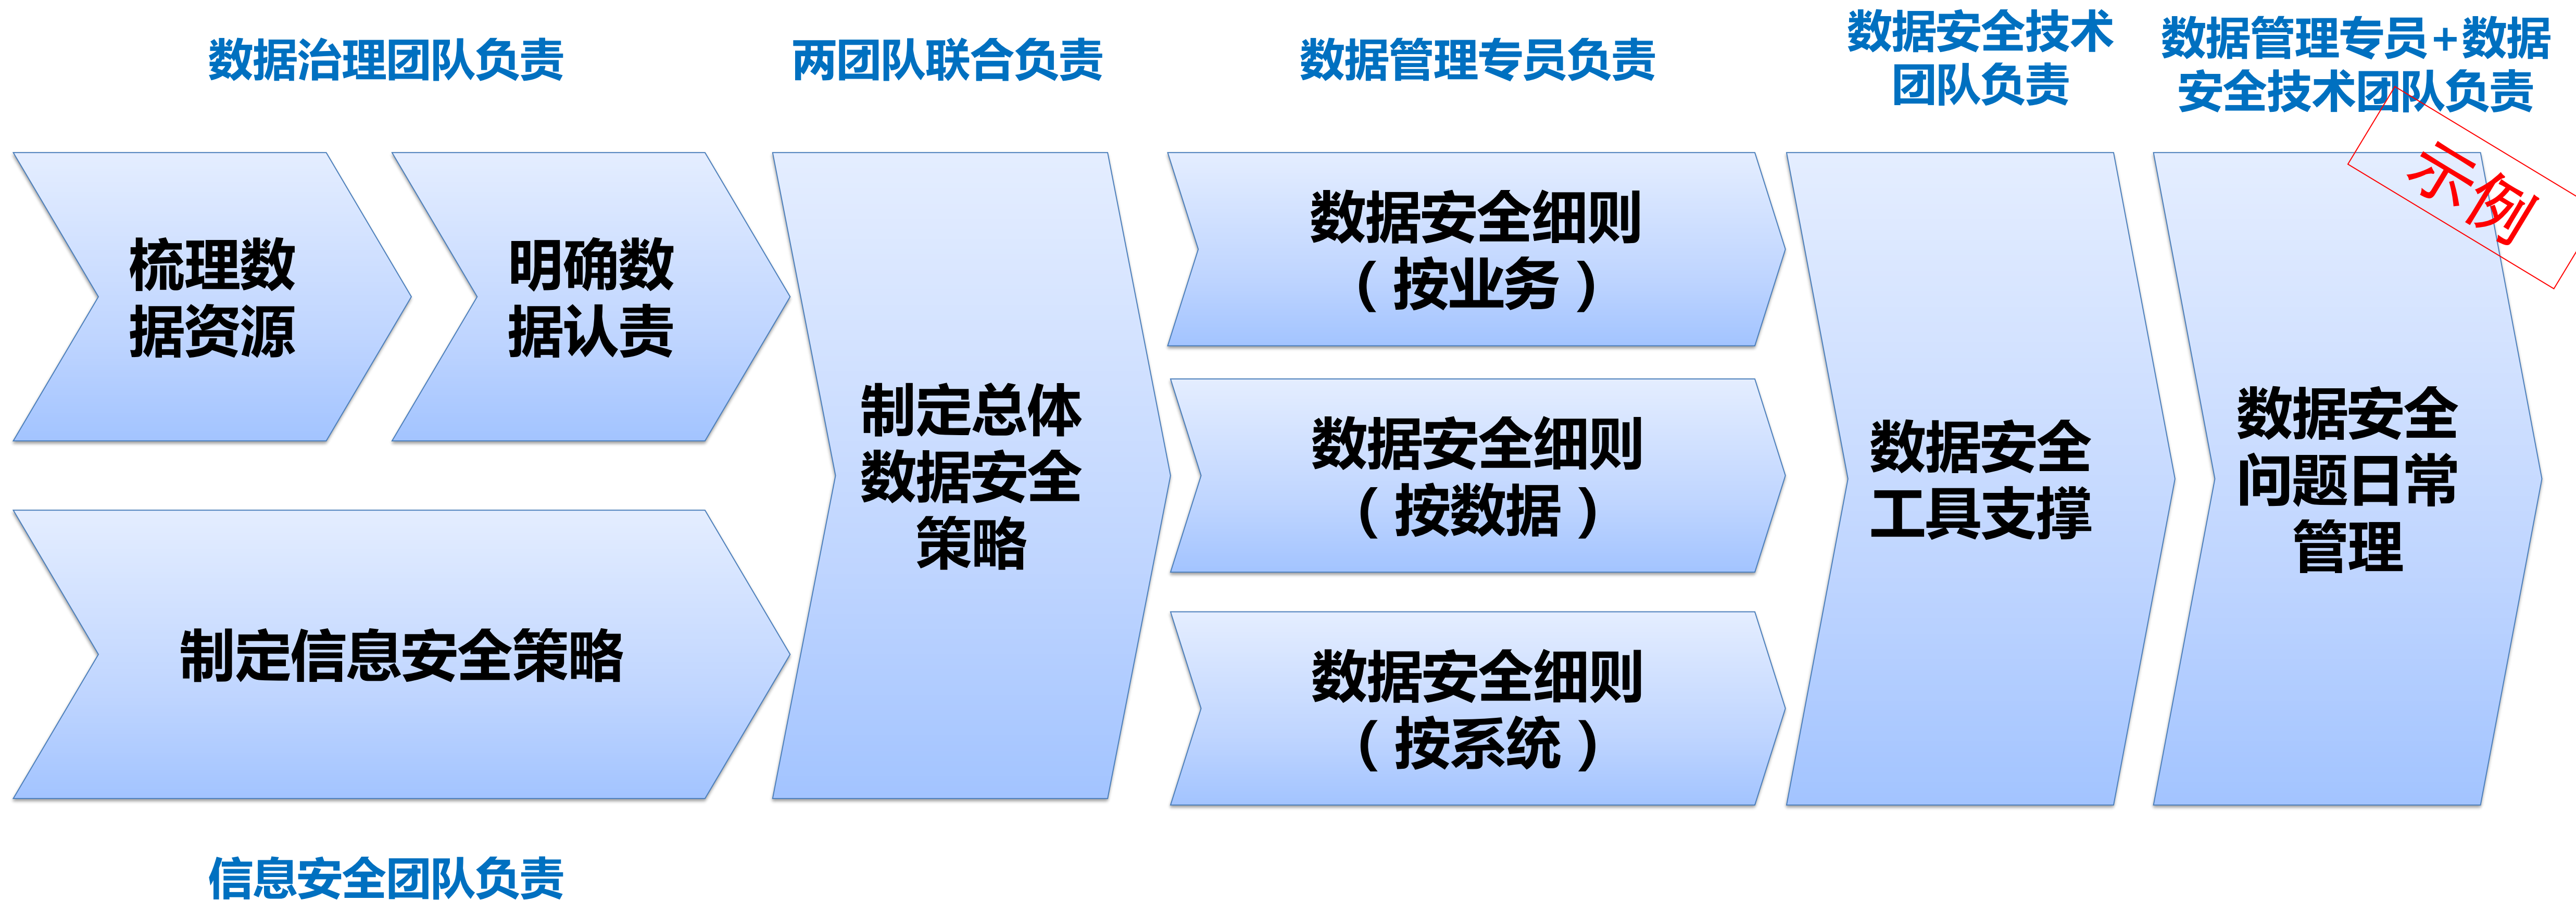 数据治理团队负责
两团队联合负责
数据管理专员负责
数据安全技术
团队负责
数据管理专员+数据
安全技术团队负责
示例
梳理数
据资源
明确数
据认责
制定信息安全策略
制定总体
数据安全
策略
数据安全细则
（按业务）
数据安全细则
（按数据）
数据安全细则
（按系统）
数据安全
工具支撑
数据安全
问题日常
管理
信息安全团队负责